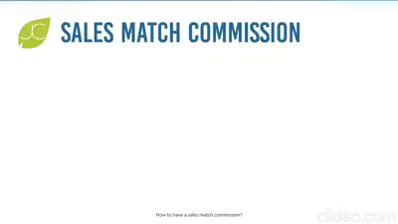 JC SALES MATCH COMMISSION
How to have a sales match commission?
clideo.com